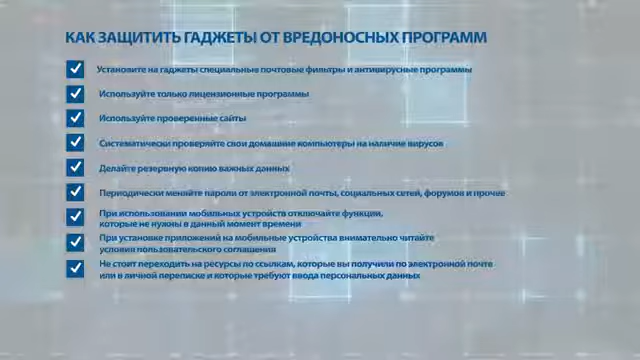 КАК ЗАЩИТИТЬ ГАДЖЕТЫ ОТ ВРЕДОНОСНЫХ ПРОГРАММ
Установите на гаджеты специальные почтовые фильтры и антивирусные программы
Используйте только лицензионные программы
Используйте проверенные сайты
Систематически проверяйте свои домашние компьютеры на наличие вирусов
Делайте резервную копию важных данных
Периодически меняйте пароли от электронной почты, социальных сетей, форумов и прочее
При использовании мобильных устройств отключайте функции,
которые не нужны в данный момент времени
При установке приложений на мобильные устройства внимательно читайте
условия пользовательского соглашения
Не стоит переходить на ресурсы по ссылкам, которые вы получили по электронной почте
или в личной переписке и которые требуют ввода персональных данных